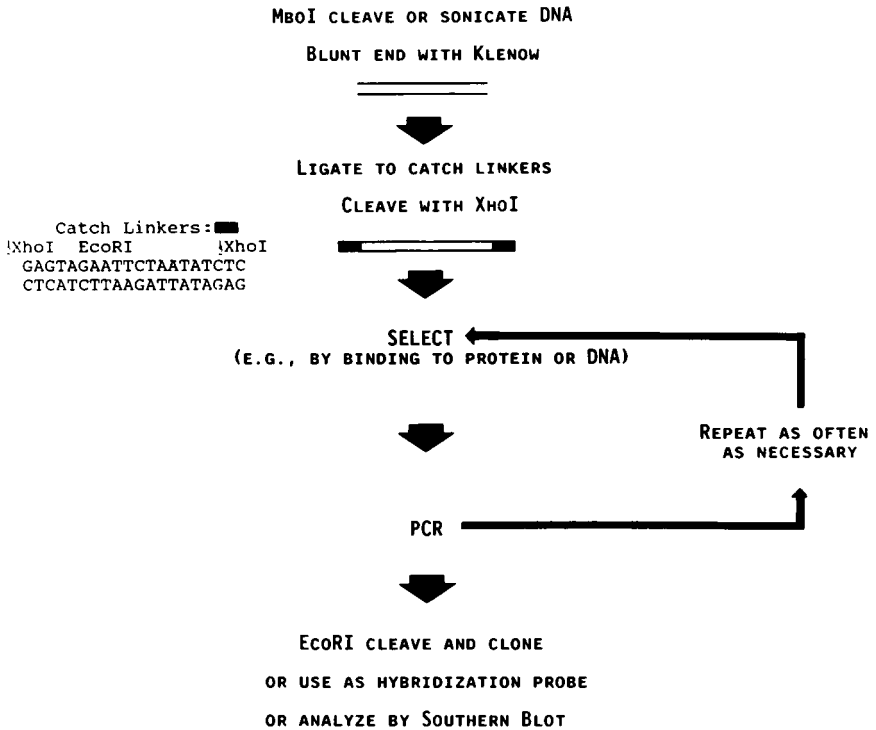 MBOI CLEAVE OR SONICATE DNA
BLUNT END WITH KLENOW
LIGATE TO CATCH LINKERS
CLEAVE WITH XHOI
Catch Linkers:
XhoI EcoRI XhoI
GAGTAGAATTCTAATATCTC
CTCATCTTAAGATTATAGAG
SELECT
(E.G., BY BINDING TO PROTEIN OR DNA)
REPEAT AS OFTEN
AS NECESSARY
PCR
ECORI CLEAVE AND CLONE
OR USE AS HYBRIDIZATION PROBE
OR ANALYZE BY SOUTHERN BLOT